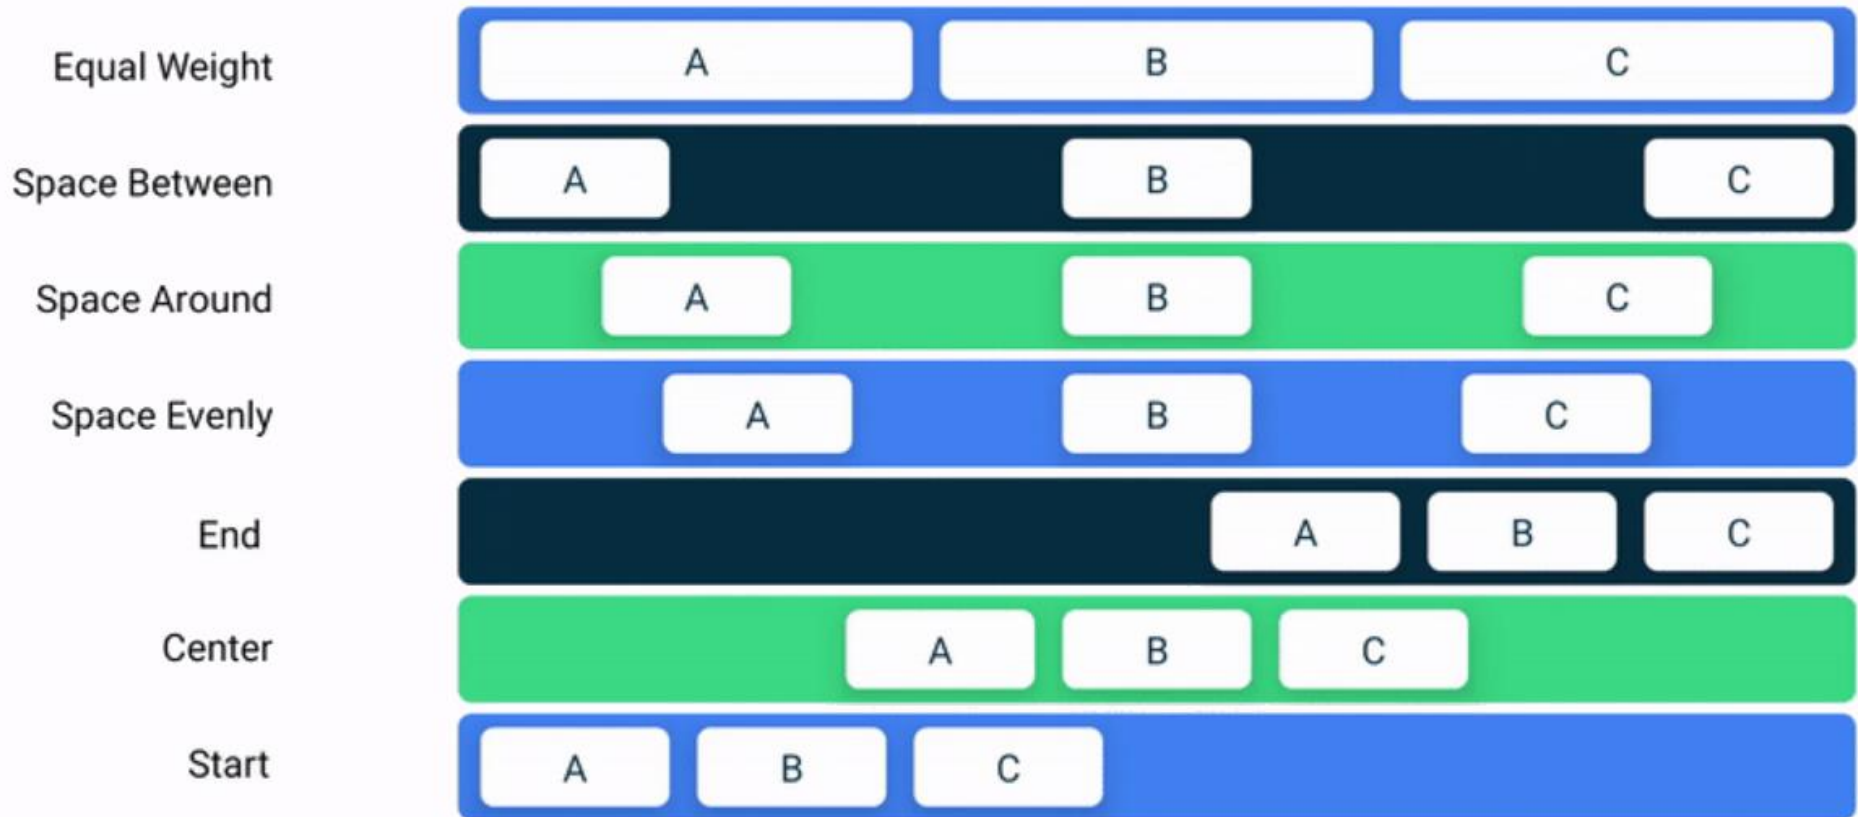 Equal Weight A B C
Space Between A B C
Space Around A B C
Space Evenly A B C
End A B C
Center A B C
Start A B C